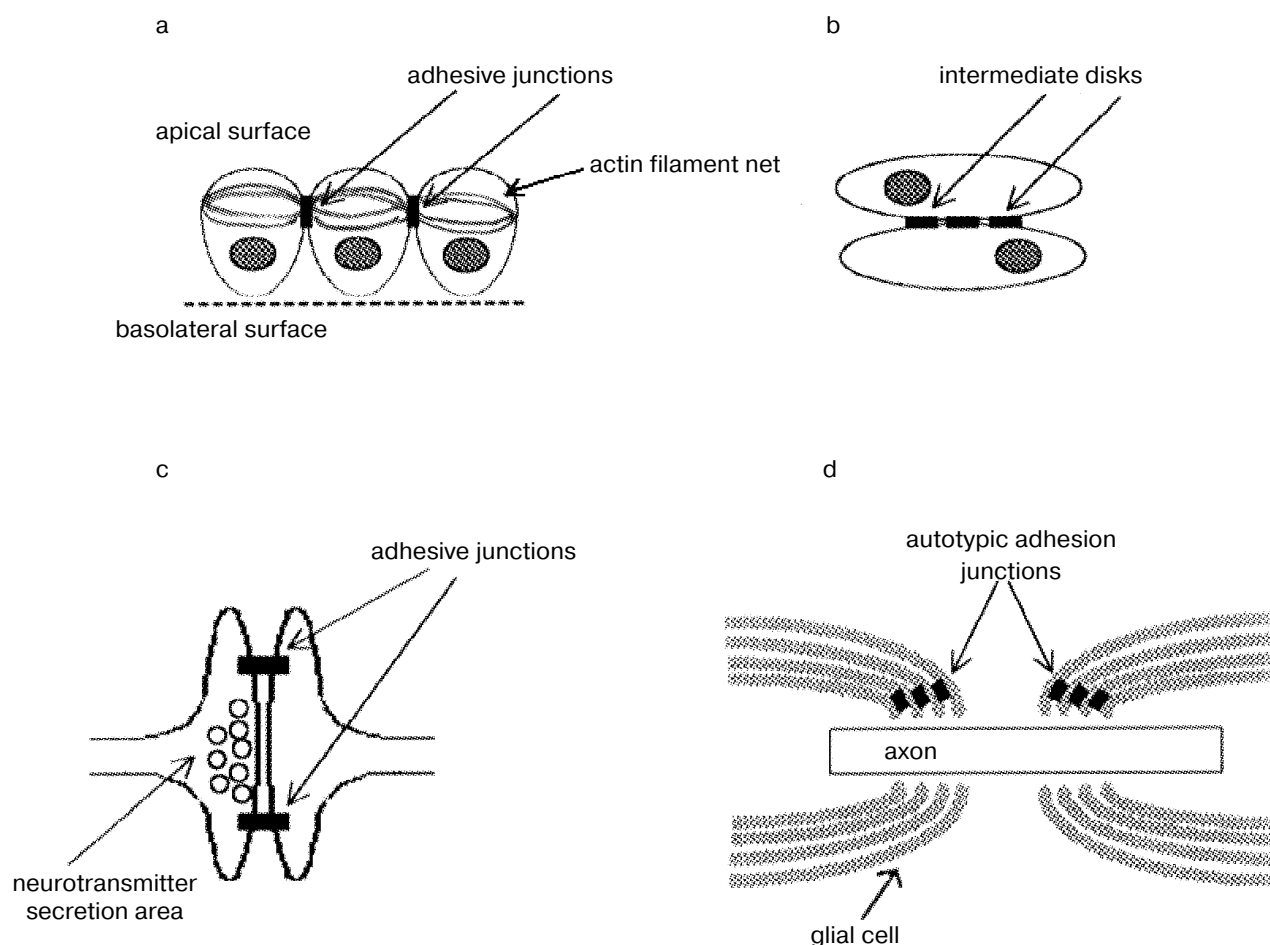 a
adhesive junctions
apical surface
actin filament net
basolateral surface
b
intermediate disks
c
adhesive junctions
neurotransmitter
secretion area
d
autotypic adhesion
junctions
axon
glial cell